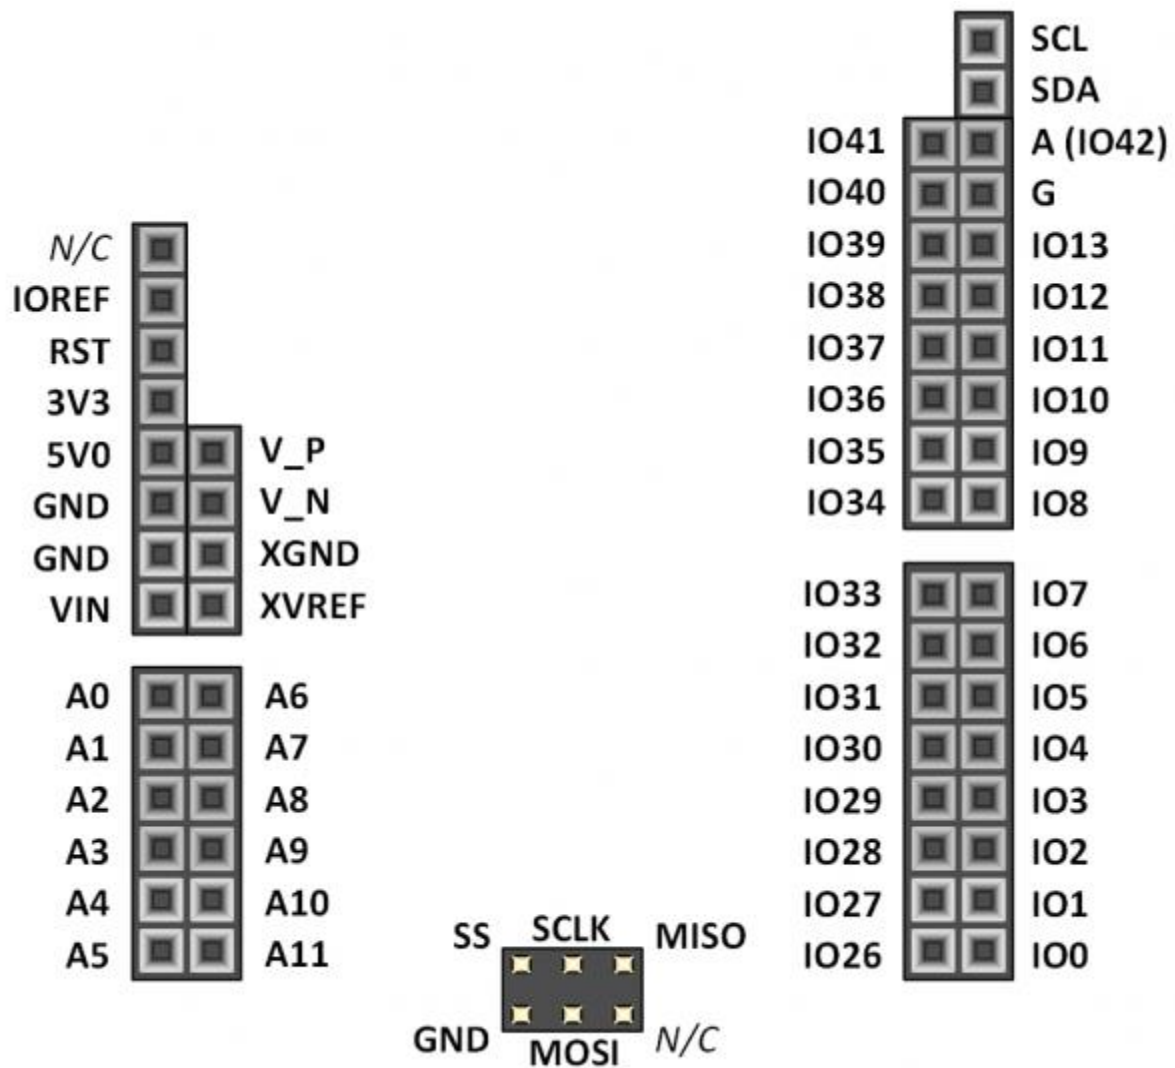 SCL
SDA
IO41 A (IO42)
IO40 G
N/C IO39 IO13
IOREF IO38 IO12
RST IO37 IO11
3V3 IO36 IO10
5V0 V_P IO35 IO9
GND V_N IO34 IO8
GND XGND
VIN XVREF IO33 IO7
IO32 IO6
A0 A6 IO31 IO5
A1 A7 IO30 IO4
A2 A8 IO29 IO3
A3 A9 IO28 IO2
A4 A10 IO27 IO1
SS SCLK MISO
A5 A11 IO26 IO0
GND MOSI N/C